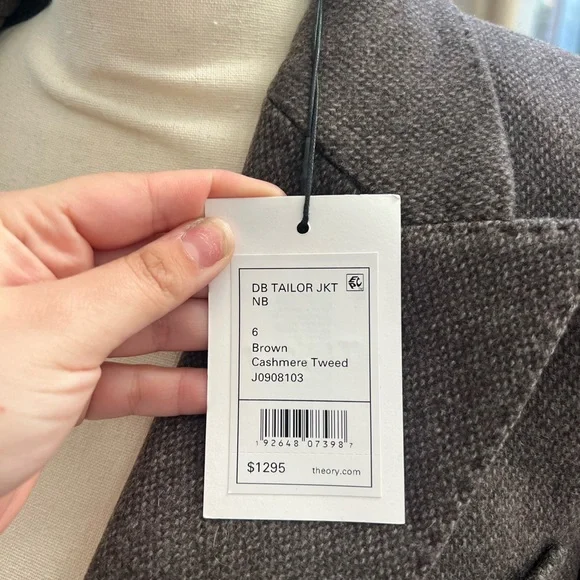 DB TAILOR JKT
NB
6
Brown
Cashmere Tweed
J0908103
1 92648 07398 7
$1295 theory.com